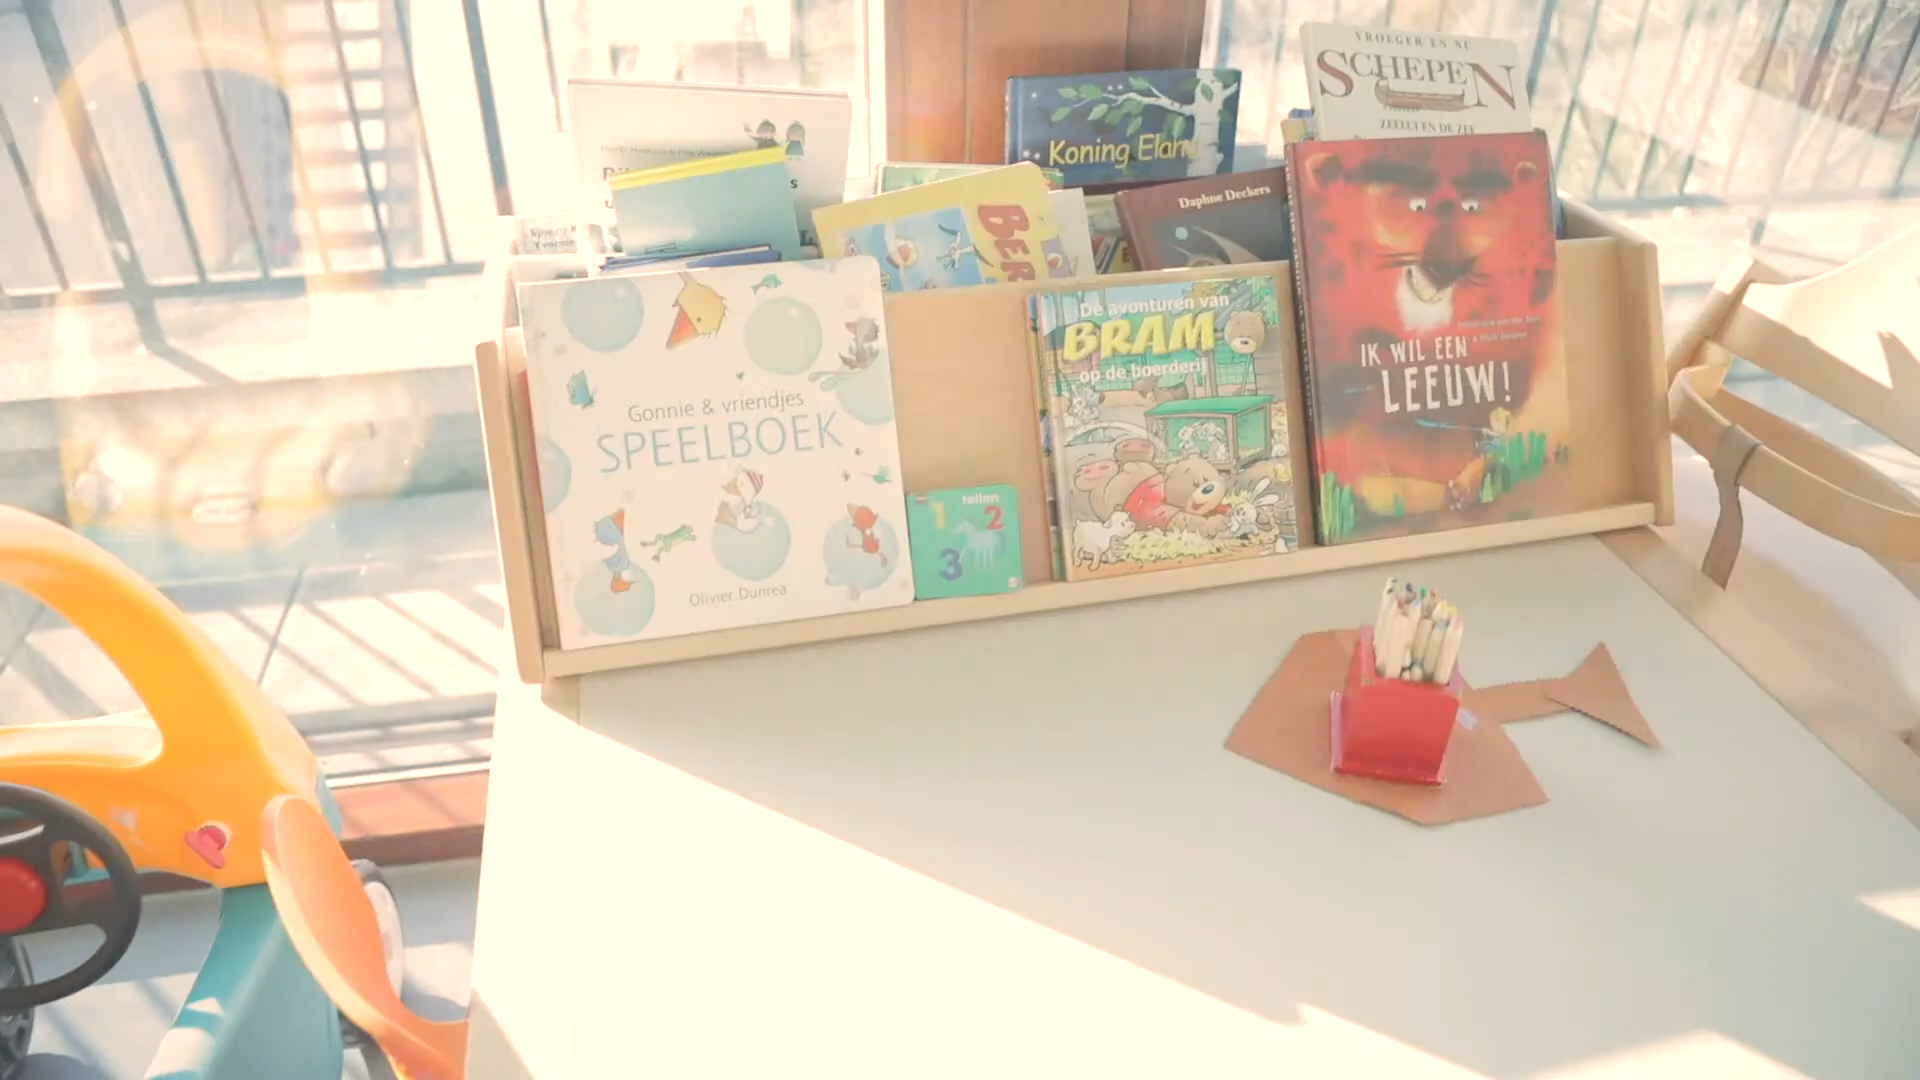 VROEGER EN NU
SCHEPEN
ZEELUI EN DE ZEE
Koning Eland
Daphne Deckers
BER
Gonnie & vriendjes
SPEELBOEK
Olivier Dunrea
tellen
1
2
3
De avonturen van
BRAM
op de boerderij
IK WIL EEN
LEEUW!